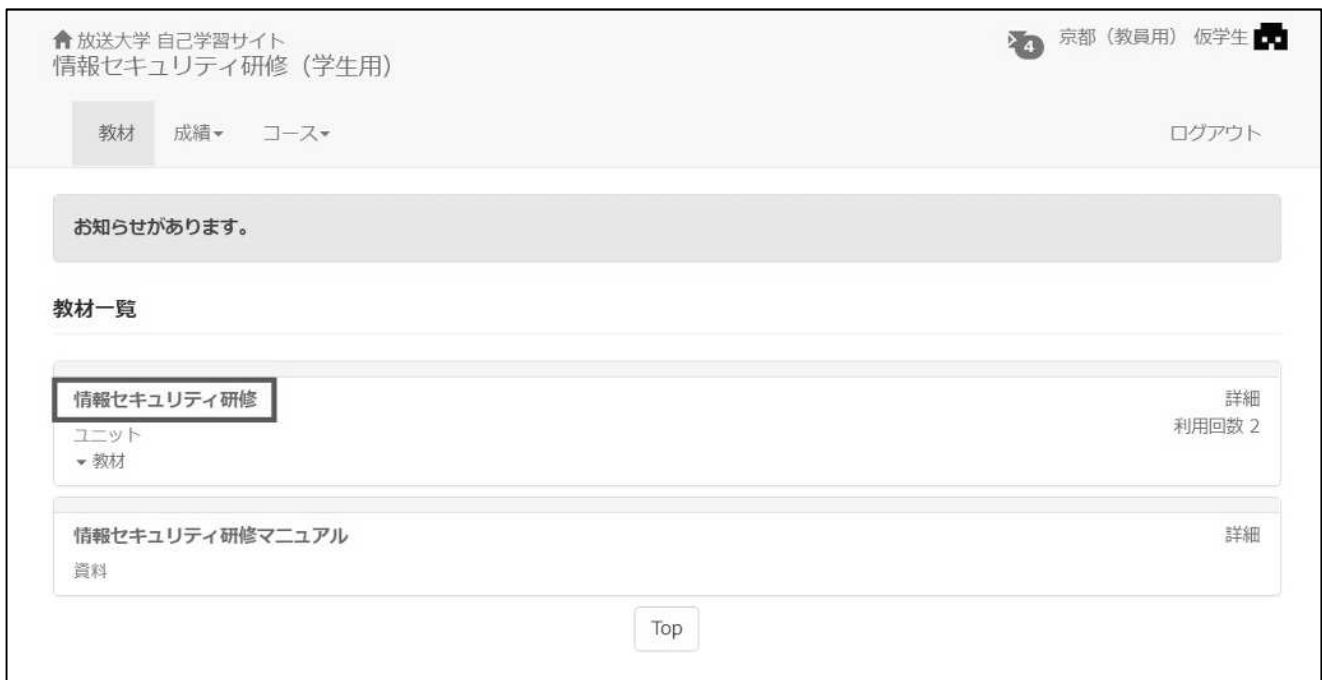 放送大学 自己学習サイト
4 京都（教員用） 仮学生
情報セキュリティ研修（学生用）
教材 成績 コース ログアウト
お知らせがあります。
教材一覧
情報セキュリティ研修 詳細
ユニット 利用回数 2
教材
情報セキュリティ研修マニュアル 詳細
資料
Top